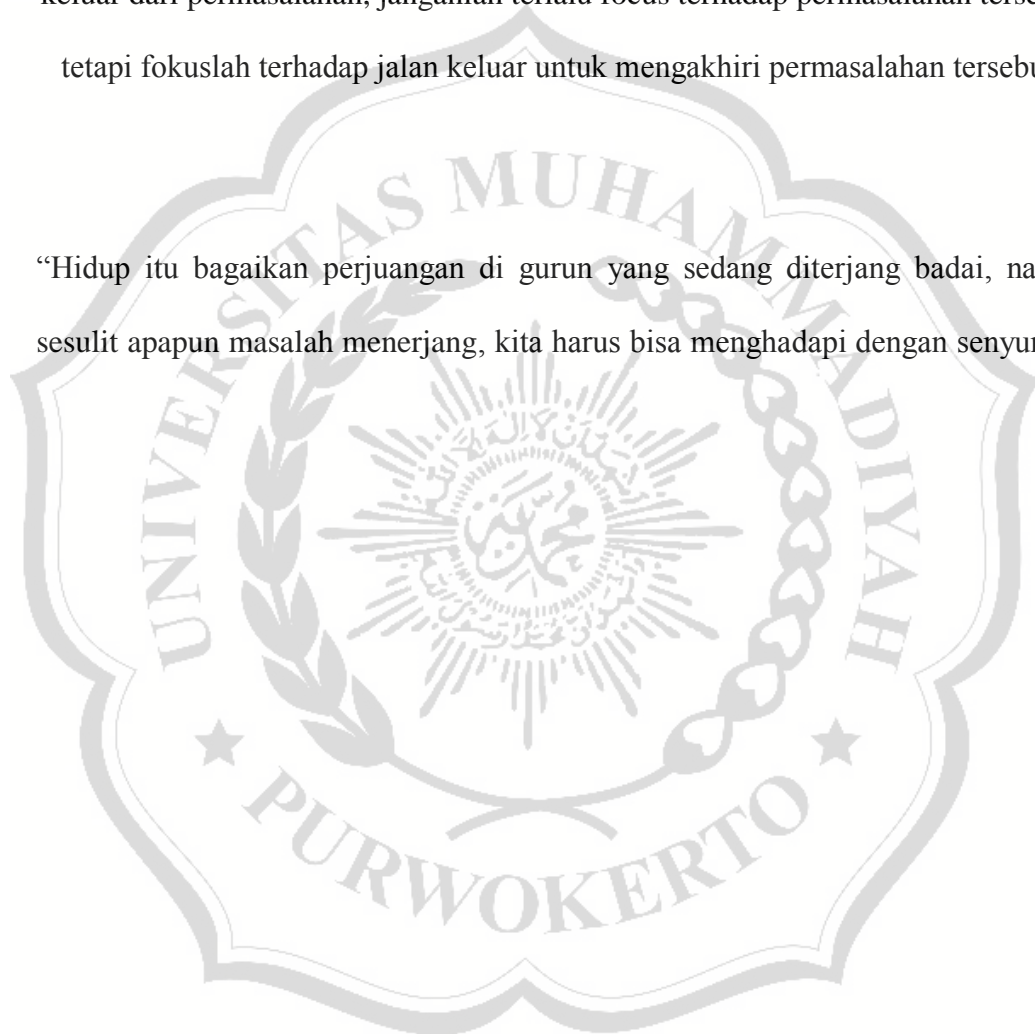 keluar dari permasalahan, janganlah terlalu focus terhadap permasalahan terse
tetapi fokuslah terhadap jalan keluar untuk mengakhiri permasalahan tersebu
“Hidup itu bagaikan perjuangan di gurun yang sedang diterjang badai, na
sesulit apapun masalah menerjang, kita harus bisa menghadapi dengan senyu
UNIVERSITAS MUHAMMADIYAH
PURWOKERTO